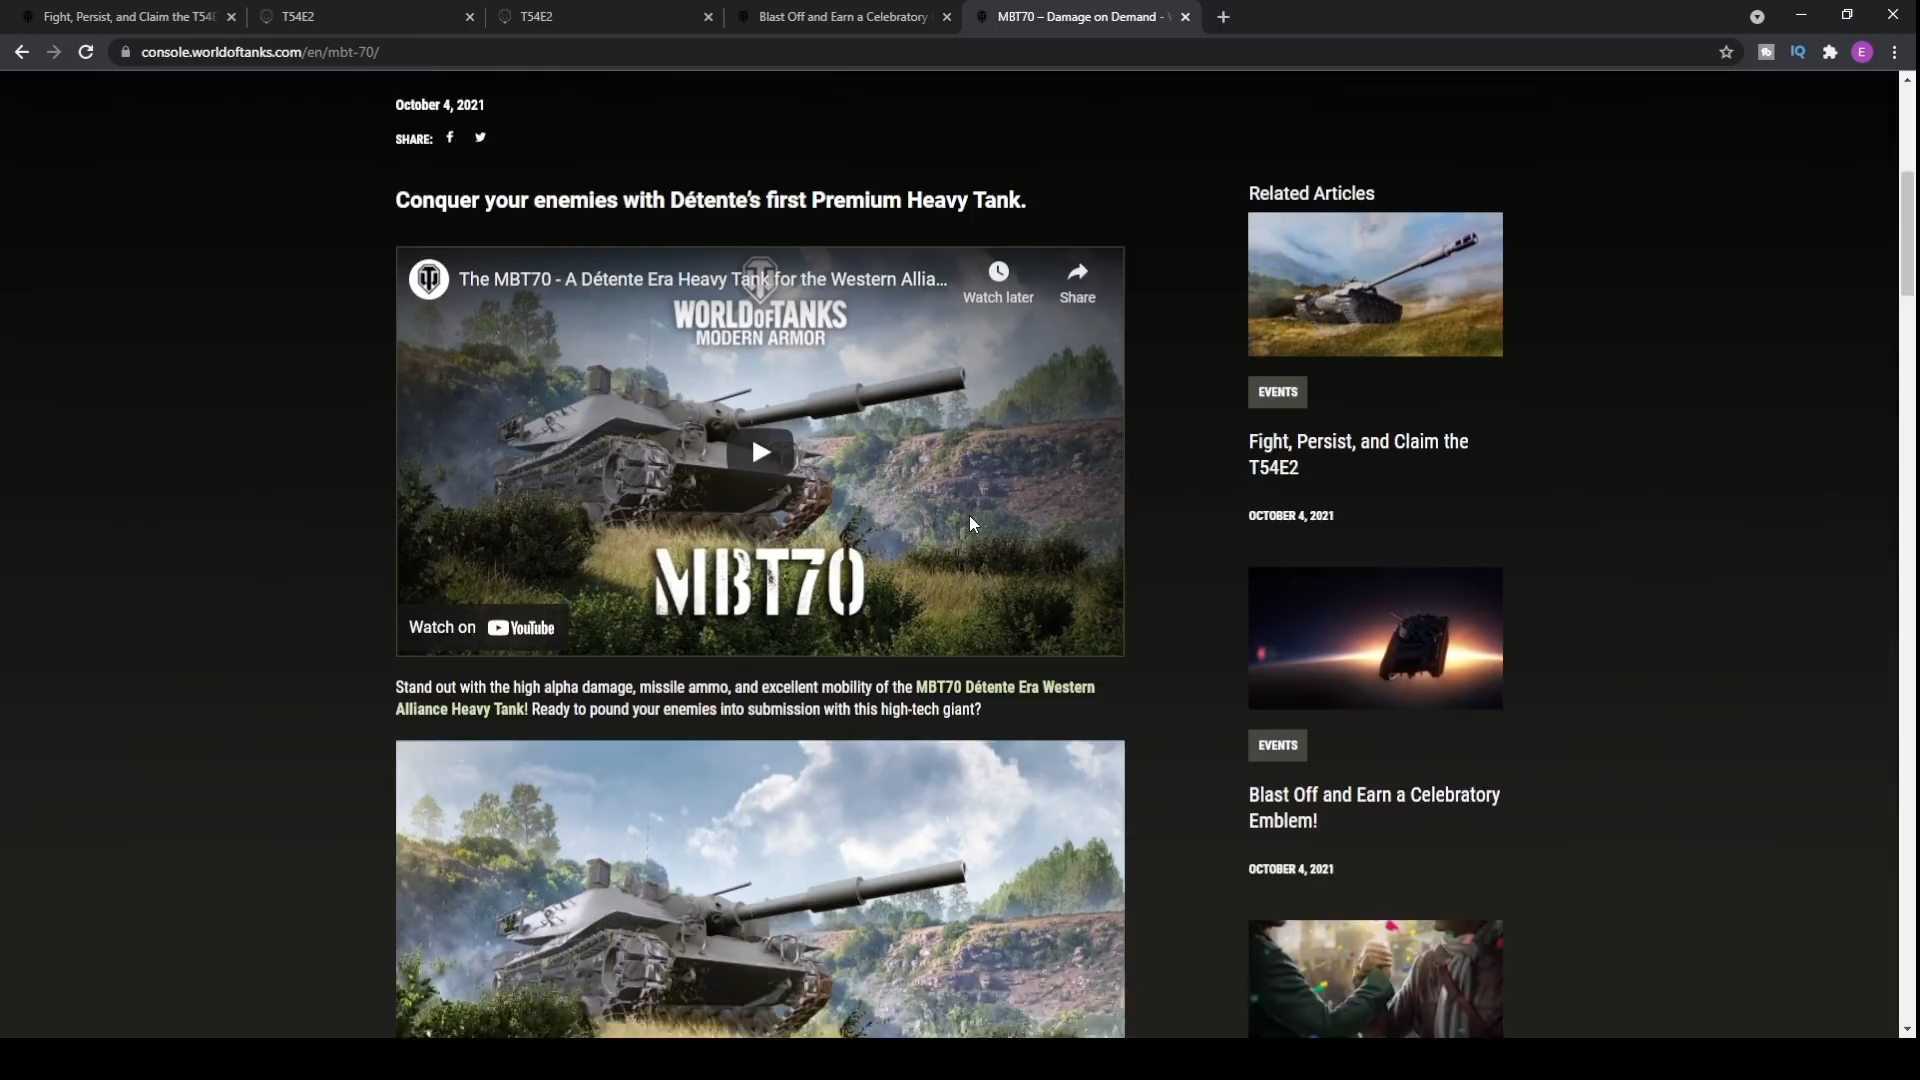 Fight, Persist, and Claim the T54E
T54E2
T54E2
Blast Off and Earn a Celebratory
MBT70 – Damage on Demand -
console.worldoftanks.com/en/mbt-70/
IQ
E
October 4, 2021
SHARE:
Conquer your enemies with Détente's first Premium Heavy Tank.
The MBT70 - A Détente Era Heavy Tank for the Western Allia...
Watch later
Share
WORLD OF TANKS
MODERN ARMOR
MBT70
Watch on YouTube
Stand out with the high alpha damage, missile ammo, and excellent mobility of the MBT70 Détente Era Western
Alliance Heavy Tank! Ready to pound your enemies into submission with this high-tech giant?
Related Articles
EVENTS
Fight, Persist, and Claim the
T54E2
OCTOBER 4, 2021
EVENTS
Blast Off and Earn a Celebratory
Emblem!
OCTOBER 4, 2021